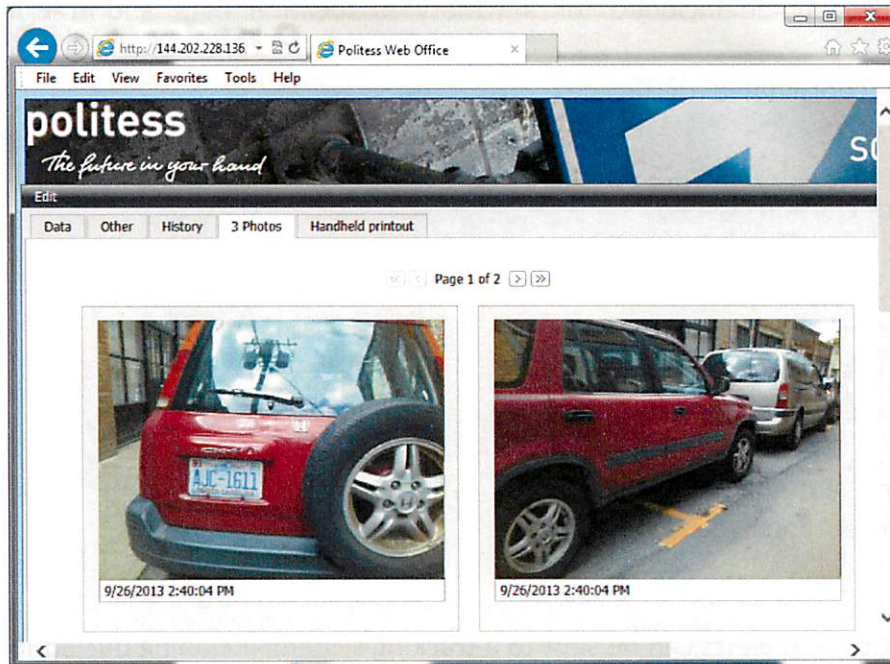 http://144.202.228.136
Politess Web Office
File Edit View Favorites Tools Help
politess
The future in your hand
so
Edit
Data Other History 3 Photos Handheld printout
Page 1 of 2
CR-V
AJC-1611
9/26/2013 2:40:04 PM
9/26/2013 2:40:04 PM